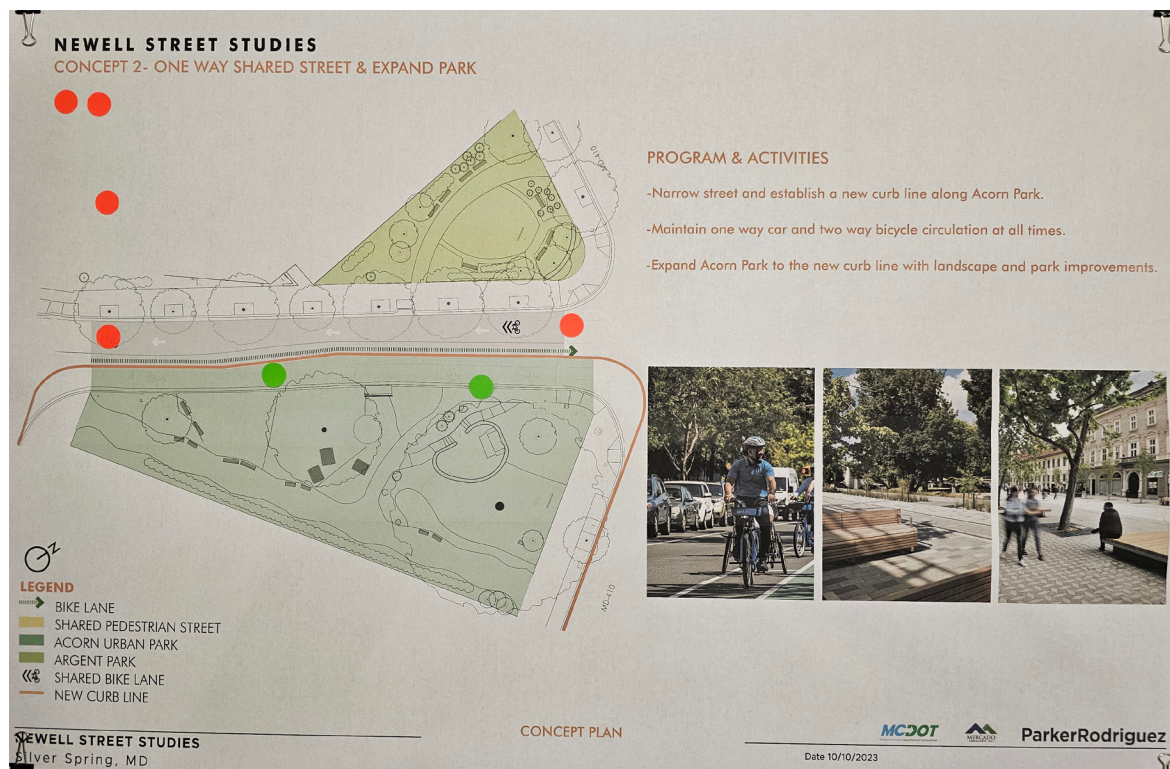 NEWELL STREET STUDIES
CONCEPT 2- ONE WAY SHARED STREET & EXPAND PARK
MD-410
PROGRAM & ACTIVITIES
-Narrow street and establish a new curb line along Acorn Park.
-Maintain one way car and two way bicycle circulation at all times.
-Expand Acorn Park to the new curb line with landscape and park improvements.
Z
MD-410
LEGEND
BIKE LANE
SHARED PEDESTRIAN STREET
ACORN URBAN PARK
ARGENT PARK
SHARED BIKE LANE
NEW CURB LINE
CONCEPT PLAN
NEWELL STREET STUDIES
Silver Spring, MD
MCDOT
MERCADO
ParkerRodriguez
Date 10/10/2023